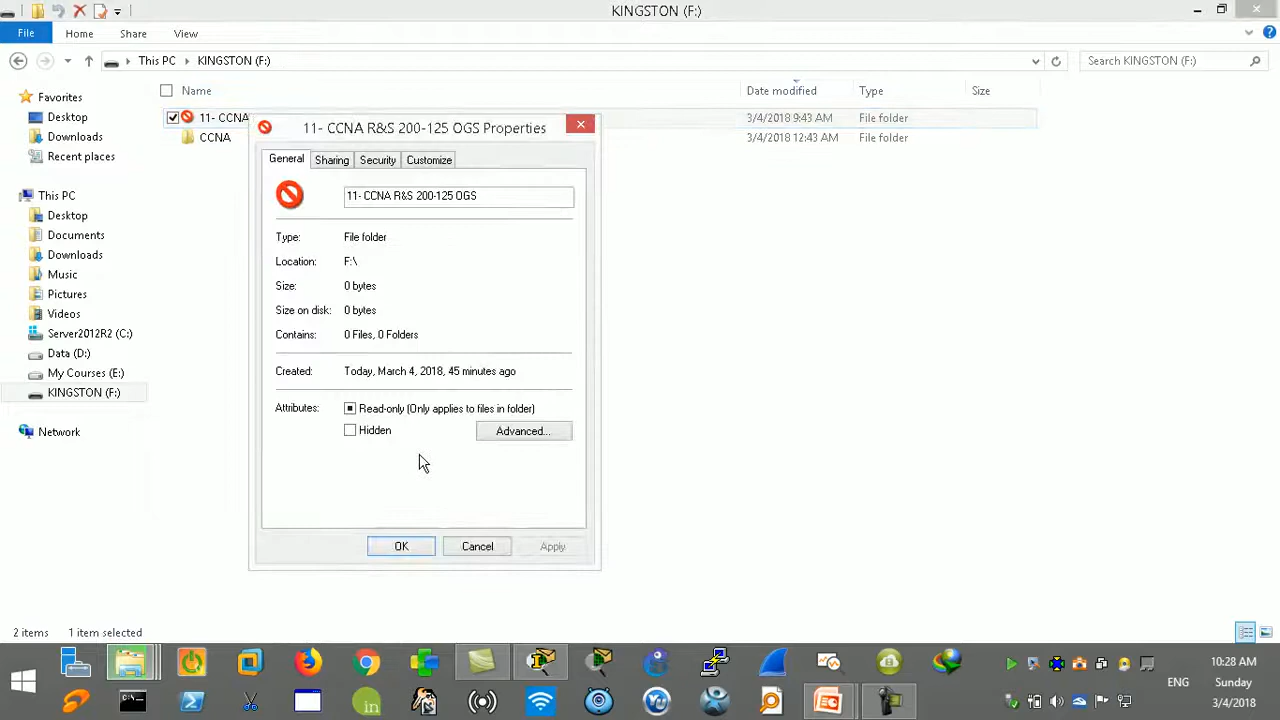 KINGSTON (F:)
File
Home
Share
View
This PC
KINGSTON (F:)
Search KINGSTON (F:)
Favorites
Desktop
Downloads
Recent places
This PC
Desktop
Documents
Downloads
Music
Pictures
Videos
Server2012R2 (C:)
Data (D:)
My Courses (E:)
KINGSTON (F:)
Network
Name
Date modified
Type
Size
11- CCNA
3/4/2018 9:43 AM
File folder
CCNA
3/4/2018 12:43 AM
File folder
11- CCNA R&S 200-125 OGS Properties
General
Sharing
Security
Customize
11- CCNA R&S 200-125 OGS
Type: File folder
Location: F:\
Size: 0 bytes
Size on disk: 0 bytes
Contains: 0 Files, 0 Folders
Created: Today, March 4, 2018, 45 minutes ago
Attributes: Read-only (Only applies to files in folder)
Hidden
Advanced...
OK
Cancel
Apply
2 items
1 item selected
ENG
10:28 AM
Sunday
3/4/2018